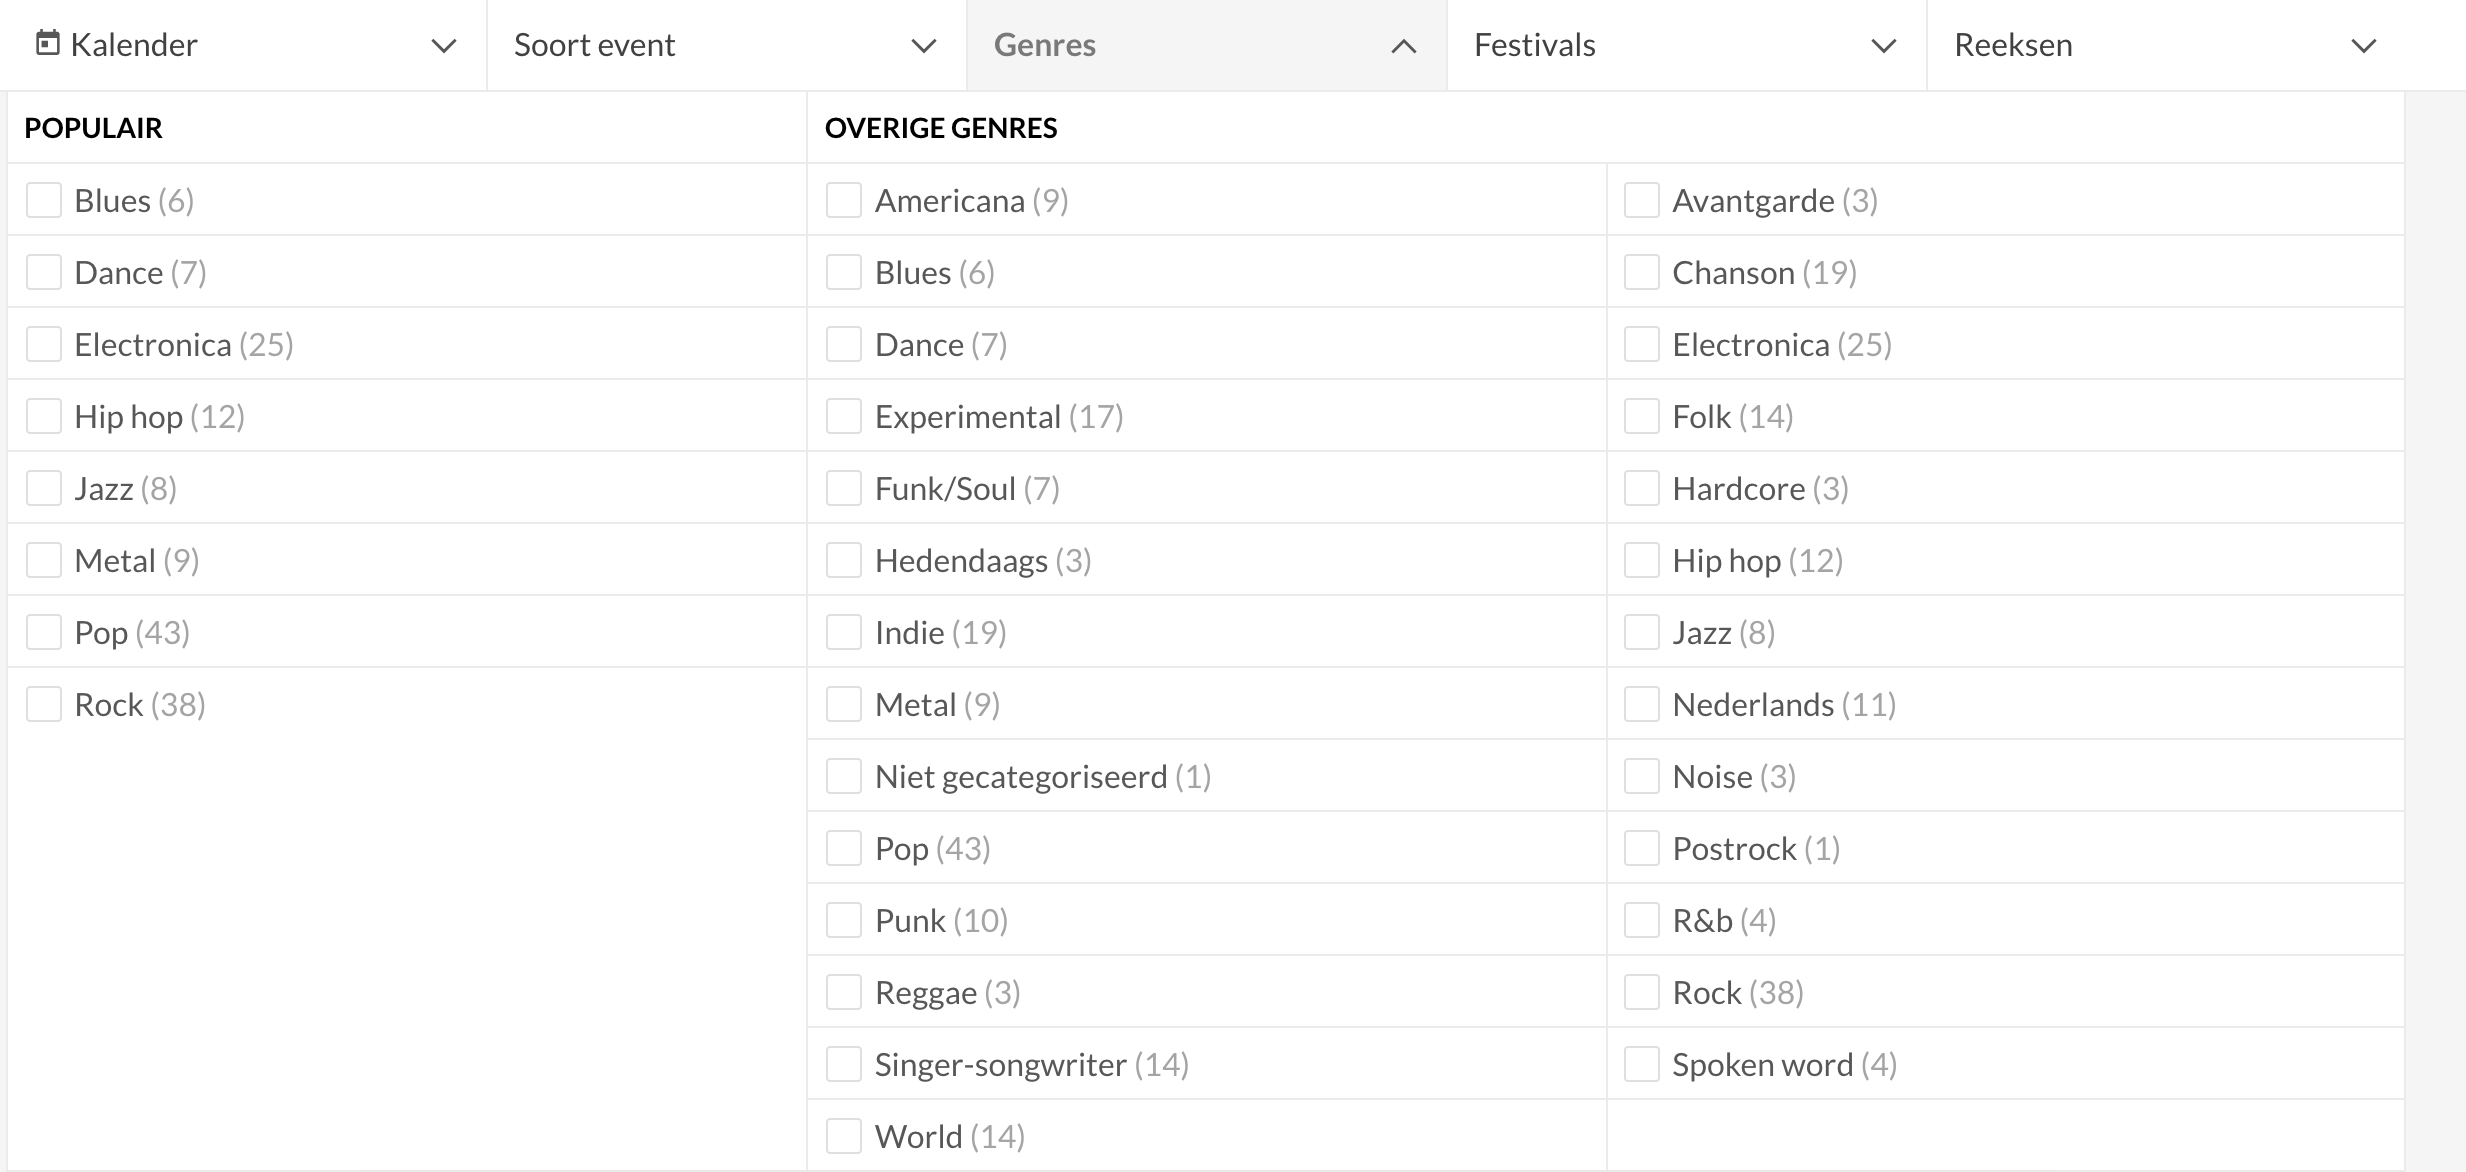 Kalender
Soort event
Genres
Festivals
Reeksen
POPULAIR
Blues (6)
Dance (7)
Electronica (25)
Hip hop (12)
Jazz (8)
Metal (9)
Pop (43)
Rock (38)
OVERIGE GENRES
Americana (9)
Avantgarde (3)
Blues (6)
Chanson (19)
Dance (7)
Electronica (25)
Experimental (17)
Folk (14)
Funk/Soul (7)
Hardcore (3)
Hedendaags (3)
Hip hop (12)
Indie (19)
Jazz (8)
Metal (9)
Nederlands (11)
Niet gecategoriseerd (1)
Noise (3)
Pop (43)
Postrock (1)
Punk (10)
R&b (4)
Reggae (3)
Rock (38)
Singer-songwriter (14)
Spoken word (4)
World (14)